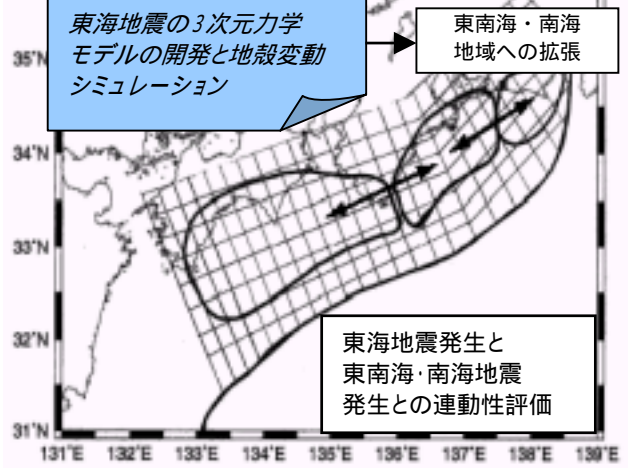 東海地震の3次元力学
モデルの開発と地殻変動
シミュレーション
東南海・南海
地域への拡張
35˚N
34˚N
33˚N
32˚N
31˚N
東海地震発生と
東南海･南海地震
発生との連動性評価
131˚E 132˚E 133˚E 134˚E 135˚E 136˚E 137˚E 138˚E 139˚E